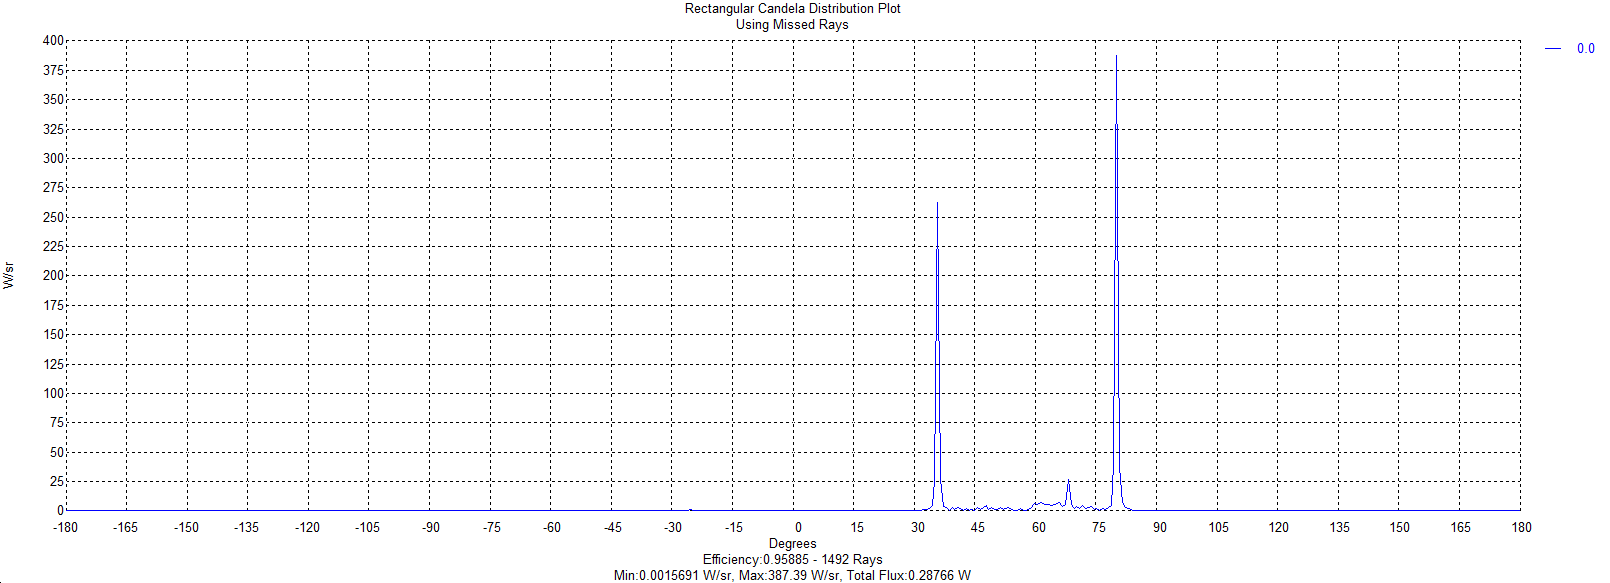 Rectangular Candela Distribution Plot
Using Missed Rays
0.0
400
375
350
325
300
275
250
225
200
175
150
125
100
75
50
25
0
W/sr
-180 -165 -150 -135 -120 -105 -90 -75 -60 -45 -30 -15 0 15 30 45 60 75 90 105 120 135 150 165 180
Degrees
Efficiency:0.95885 - 1492 Rays
Min:0.0015691 W/sr, Max:387.39 W/sr, Total Flux:0.28766 W